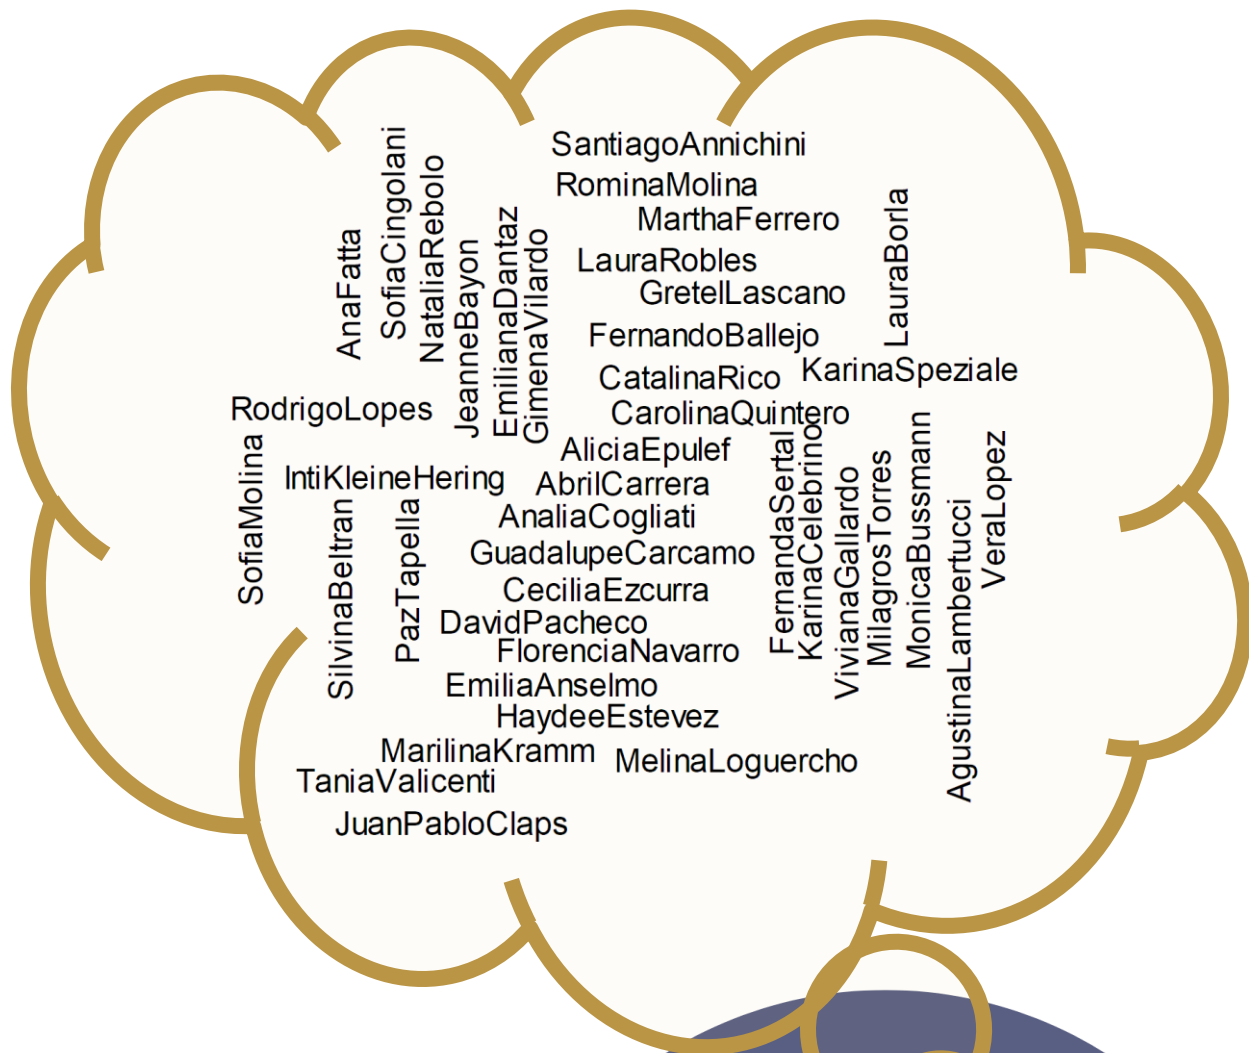 SantiagoAnnichini
RominaMolina
MarthaFerrero
LauraRobles
GretelLascano
FernandoBallejo
CatalinaRico
KarinaSpeziale
CarolinaQuintero
LauraBorla
AnaFatta
SofiaCingolani
NataliaRebolo
JeanneBayon
EmilianaDantaz
GimenaVilardo
RodrigoLopes
AliciaEpulef
IntiKleineHering
AbrilCarrera
AnaliaCogliati
GuadalupeCarcamo
CeciliaEzcurra
DavidPacheco
FlorenciaNavarro
EmiliaAnselmo
HaydeeEstevez
MarilinaKramm
MelinaLoguercho
TaniaValicenti
JuanPabloClaps
SofiaMolina
SilvinaBeltran
PazTapella
FernandaSertal
KarinaCelebrino
VivianaGallardo
MilagrosTorres
MonicaBussmann
AgustinaLambertucci
VeraLopez